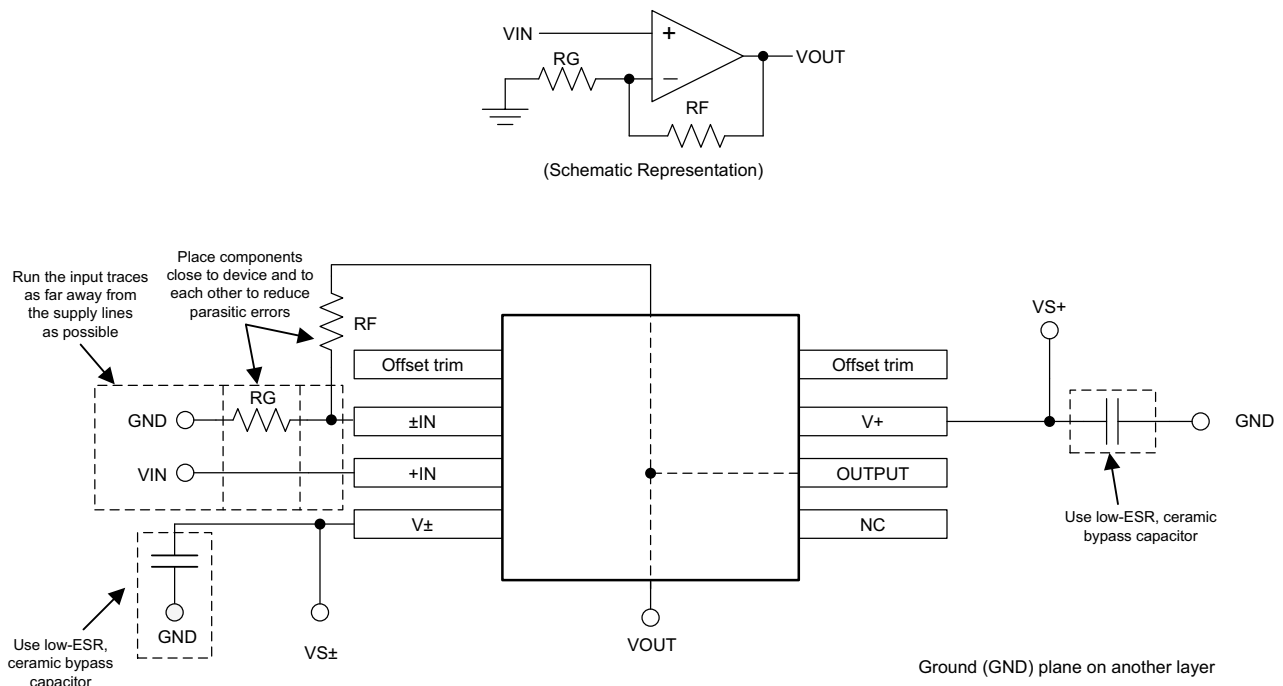 VIN
+
RG
−
VOUT
RF
(Schematic Representation)
Run the input traces
as far away from
the supply lines
as possible
Place components
close to device and to
each other to reduce
parasitic errors
RF
VS+
Offset trim
Offset trim
RG
GND
±IN
V+
GND
VIN
+IN
OUTPUT
V±
NC
Use low-ESR, ceramic
bypass capacitor
GND
VS±
VOUT
Use low-ESR,
ceramic bypass
capacitor
Ground (GND) plane on another layer